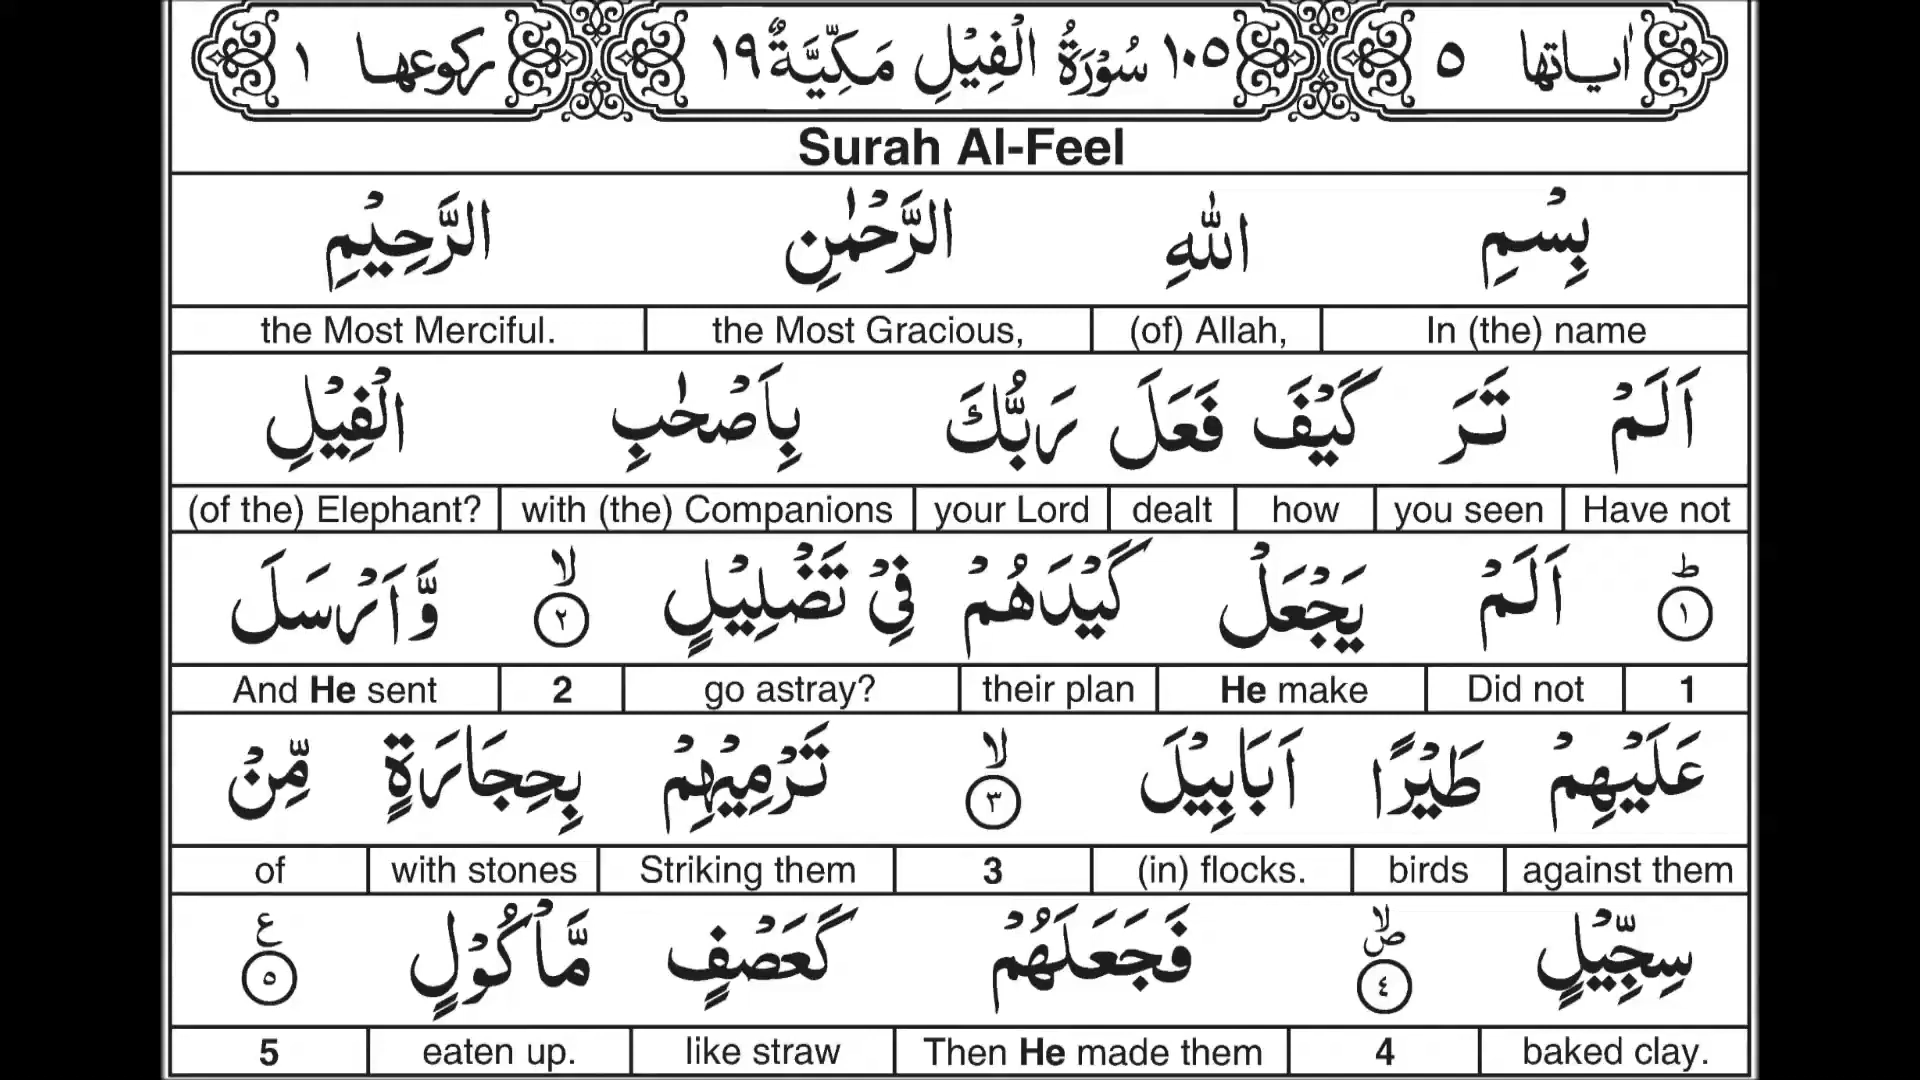 اٰیاتها ٥ ١٠٥ سُوْرَةُ الْفِيْلِ مَكِّيَّةٌ ١٩ ركوعها ١
Surah Al-Feel
بِسْمِ اللّٰهِ الرَّحْمٰنِ الرَّحِيْمِ
In (the) name (of) Allah, the Most Gracious, the Most Merciful.
اَلَمْ تَرَ كَيْفَ فَعَلَ رَبُّكَ بِاَصْحٰبِ الْفِيْلِ
Have not you seen how dealt your Lord with (the) Companions (of the) Elephant?
ؕ ١ اَلَمْ يَجْعَلْ كَيْدَهُمْ فِيْ تَضْلِيْلٍ ۙ ٢ وَّاَرْسَلَ
1 Did not He make their plan go astray? 2 And He sent
عَلَيْهِمْ طَيْرًا اَبَابِيْلَ ۙ ٣ تَرْمِيْهِمْ بِحِجَارَةٍ مِّنْ
against them birds (in) flocks. 3 Striking them with stones of
سِجِّيْلٍ ۪ۙ ٤ فَجَعَلَهُمْ كَعَصْفٍ مَّاْكُوْلٍ ع ٥
baked clay. 4 Then He made them like straw eaten up. 5